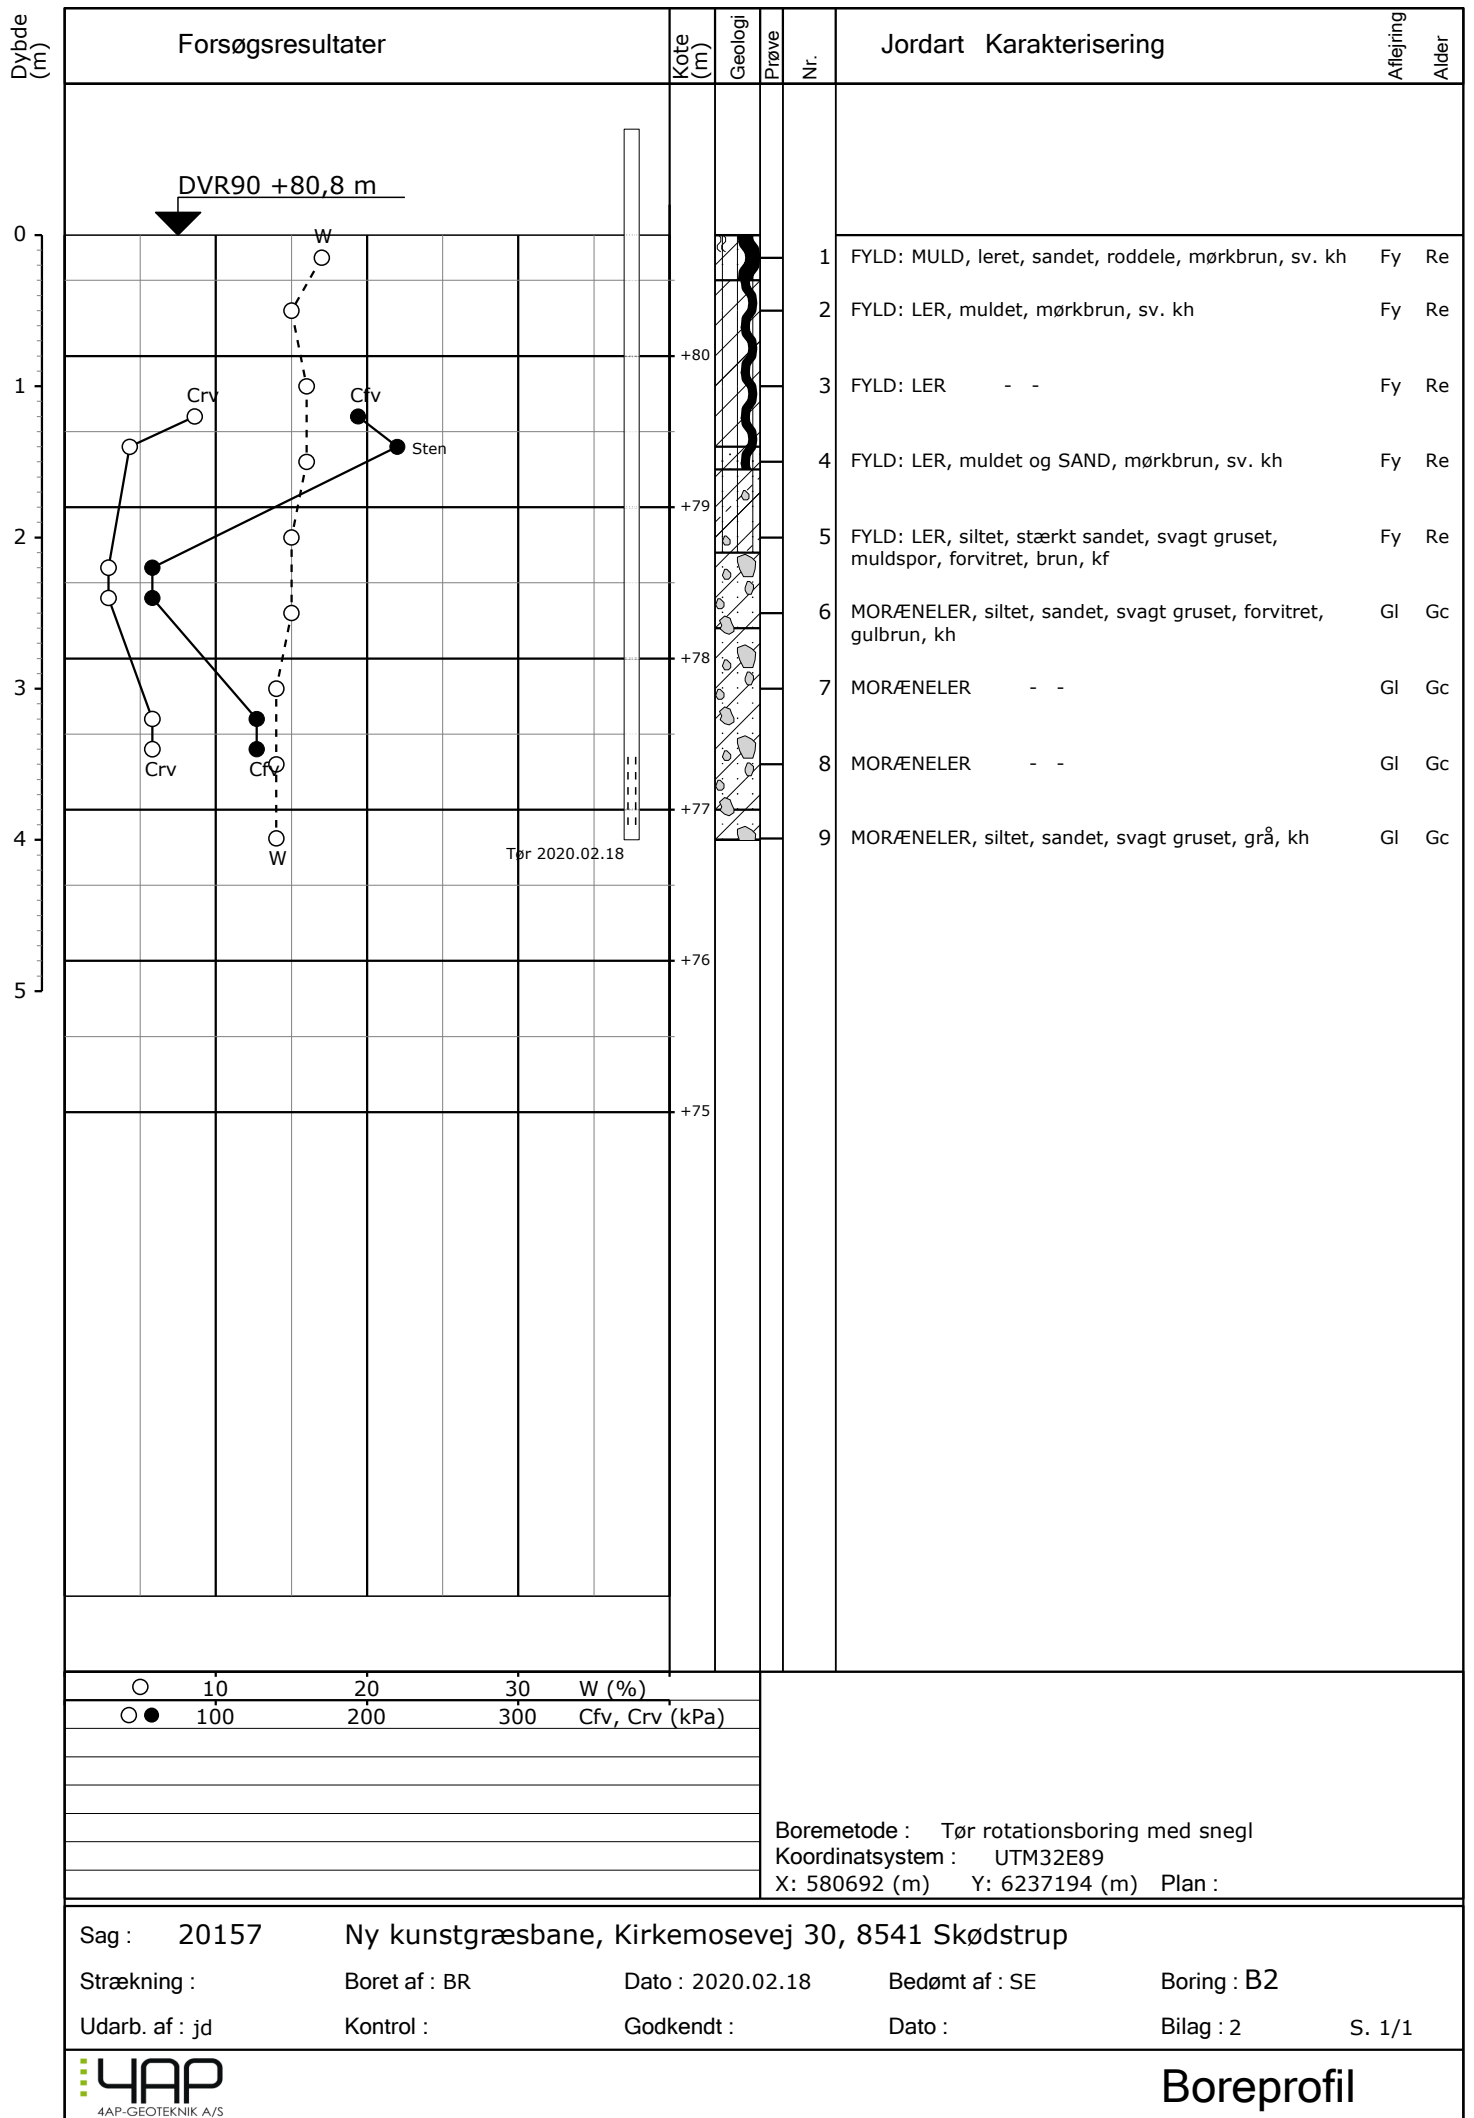 Dybde (m)
Forsøgsresultater
Kote (m)
Geologi
Prøve
Nr.
Jordart Karakterisering
Aflejring
Alder
DVR90 +80,8 m
0
W
1 FYLD: MULD, leret, sandet, roddele, mørkbrun, sv. kh Fy Re
2 FYLD: LER, muldet, mørkbrun, sv. kh Fy Re
+80
1
Crv
Cfv
3 FYLD: LER - - Fy Re
Sten
4 FYLD: LER, muldet og SAND, mørkbrun, sv. kh Fy Re
+79
2
5 FYLD: LER, siltet, stærkt sandet, svagt gruset, Fy Re
muldspor, forvitret, brun, kf
6 MORÆNELER, siltet, sandet, svagt gruset, forvitret, Gl Gc
gulbrun, kh
+78
3
7 MORÆNELER - - Gl Gc
Crv
Cfv
8 MORÆNELER - - Gl Gc
+77
4
W
Tør 2020.02.18
9 MORÆNELER, siltet, sandet, svagt gruset, grå, kh Gl Gc
+76
5
+75
10 20 30 W (%)
100 200 300 Cfv, Crv (kPa)
Boremetode : Tør rotationsboring med snegl
Koordinatsystem : UTM32E89
X: 580692 (m) Y: 6237194 (m) Plan :
Sag : 20157 Ny kunstgræsbane, Kirkemosevej 30, 8541 Skødstrup
Strækning : Boret af : BR Dato : 2020.02.18 Bedømt af : SE Boring : B2
Udarb. af : jd Kontrol : Godkendt : Dato : Bilag : 2 S. 1/1
4AP
4AP-GEOTEKNIK A/S
Boreprofil